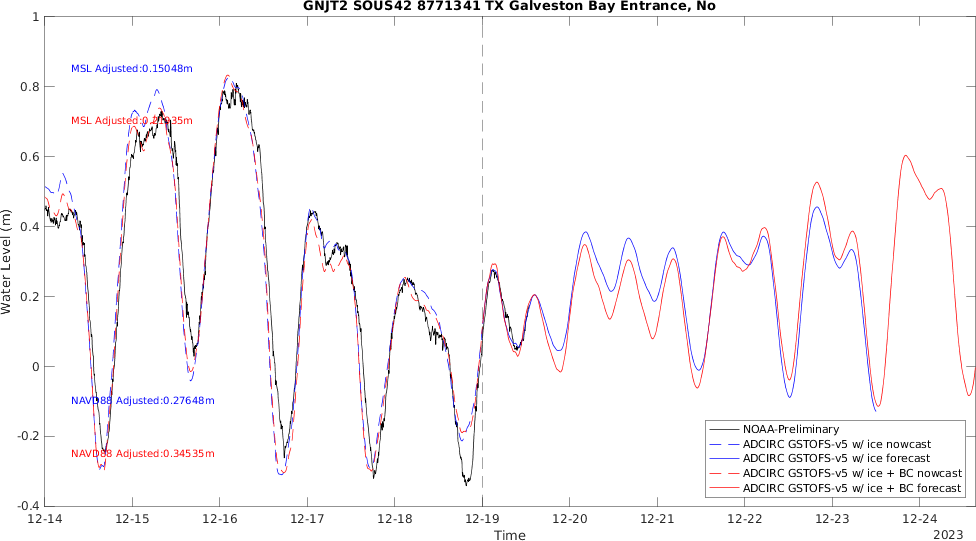 GNJT2 SOUS42 8771341 TX Galveston Bay Entrance, No
1
0.8
0.6
0.4
0.2
0
-0.2
-0.4
Water Level (m)
MSL Adjusted:0.15048m
MSL Adjusted:
NAVD88 Adjusted:0.27648m
NAVD88 Adjusted:0.34535m
NOAA-Preliminary
ADCIRC GSTOFS-v5 w/ ice nowcast
ADCIRC GSTOFS-v5 w/ ice forecast
ADCIRC GSTOFS-v5 w/ ice + BC nowcast
ADCIRC GSTOFS-v5 w/ ice + BC forecast
12-14 12-15 12-16 12-17 12-18 12-19 12-20 12-21 12-22 12-23 12-24
Time
2023